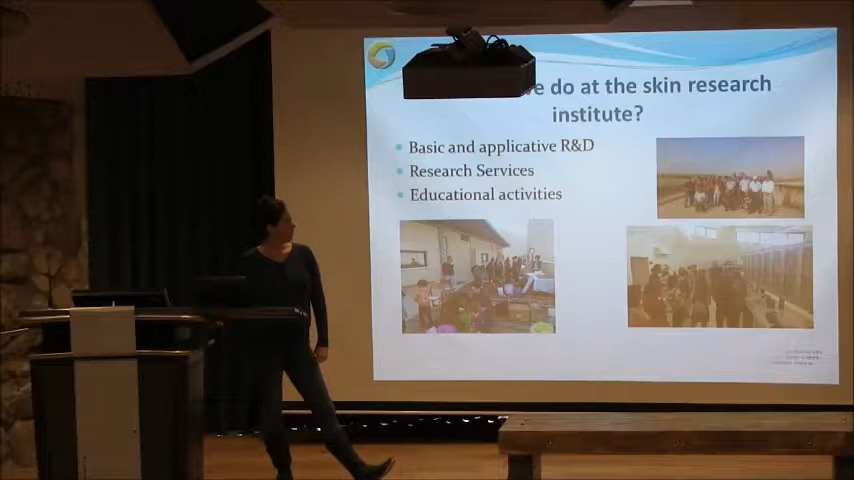 do at the skin research
institute?
Basic and applicative R&D
Research Services
Educational activities